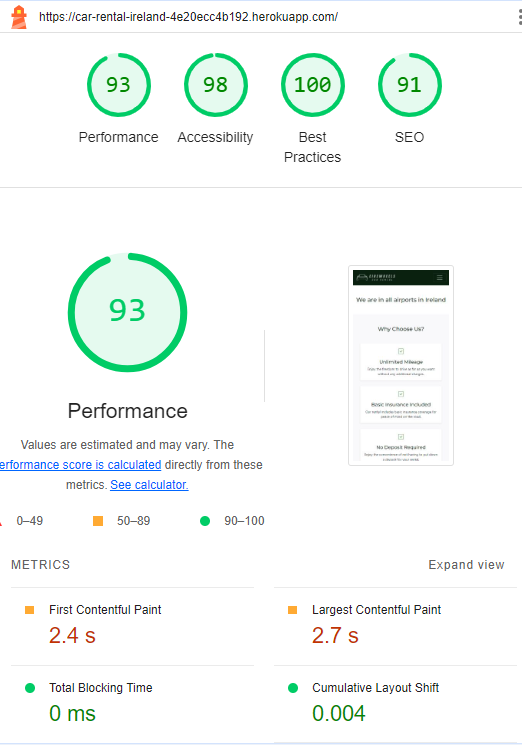 https://car-rental-ireland-4e20ecc4b192.herokuapp.com/
93 98 100 91
Performance Accessibility Best Practices SEO
93
Performance
Values are estimated and may vary. The
erformance score is calculated directly from these
metrics. See calculator.
0–49 50–89 90–100
We are in all airports in Ireland
Why Choose Us?
Unlimited Mileage
Basic Insurance Included
No Deposit Required
METRICS Expand view
First Contentful Paint
2.4 s
Largest Contentful Paint
2.7 s
Total Blocking Time
0 ms
Cumulative Layout Shift
0.004